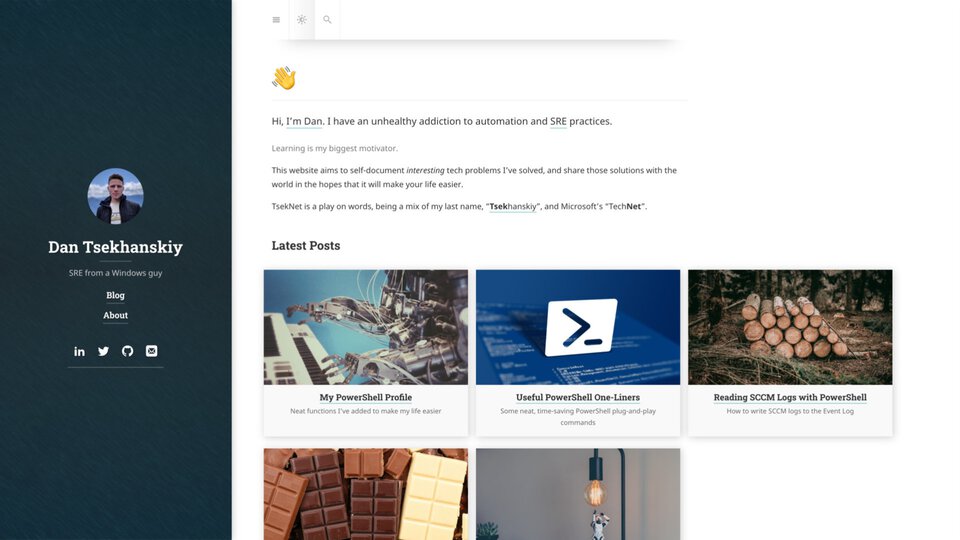 Dan Tsekhanskiy
SRE from a Windows guy
Blog
About
Hi, I'm Dan. I have an unhealthy addiction to automation and SRE practices.
Learning is my biggest motivator.
This website aims to self-document interesting tech problems I've solved, and share those solutions with the
world in the hopes that it will make your life easier.
TsekNet is a play on words, being a mix of my last name, "Tsekhanskiy", and Microsoft's "TechNet".
Latest Posts
My PowerShell Profile
Neat functions I've added to make my life easier
Useful PowerShell One-Liners
Some neat, time-saving PowerShell plug-and-play
commands
Reading SCCM Logs with PowerShell
How to write SCCM logs to the Event Log